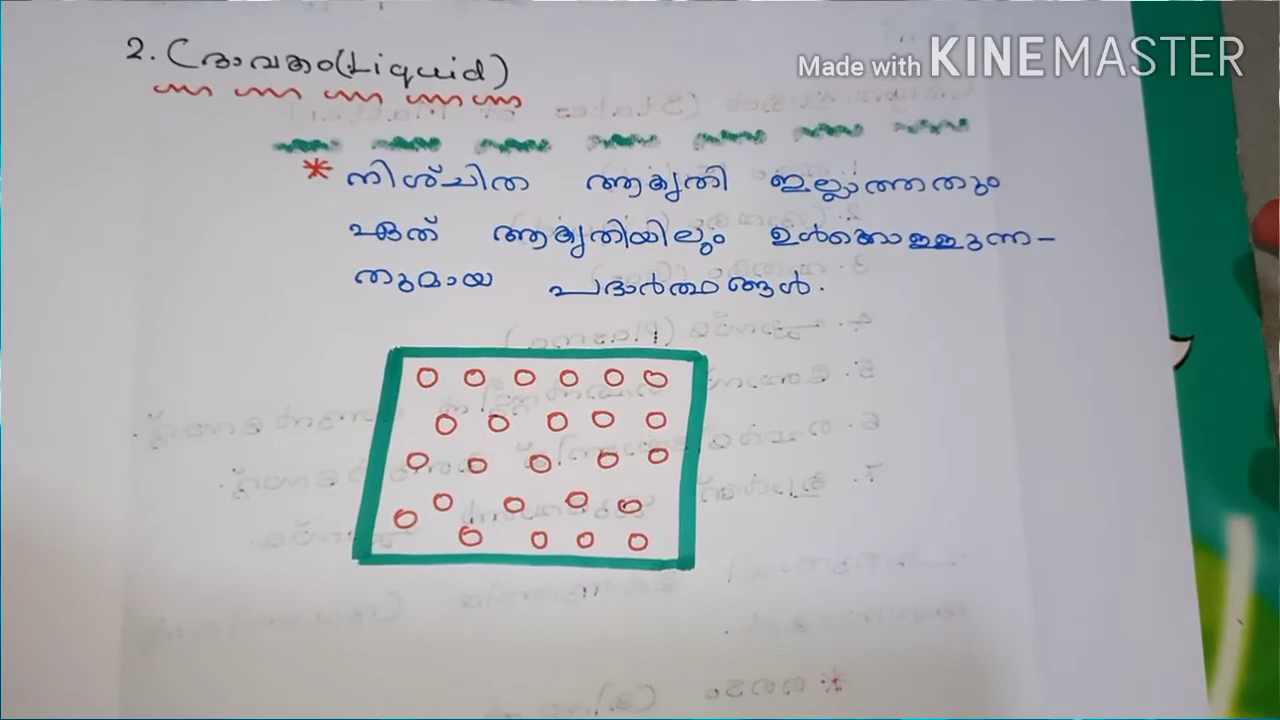 Made with KINEMASTER
2. ദ്രാവകം(Liquid)
* നിശ്ചിത ആകൃതി ഇല്ലാത്തതും
ഏത് ആകൃതിയിലും ഉൾക്കൊള്ളുന്ന-
തുമായ പദാർത്ഥങ്ങൾ.